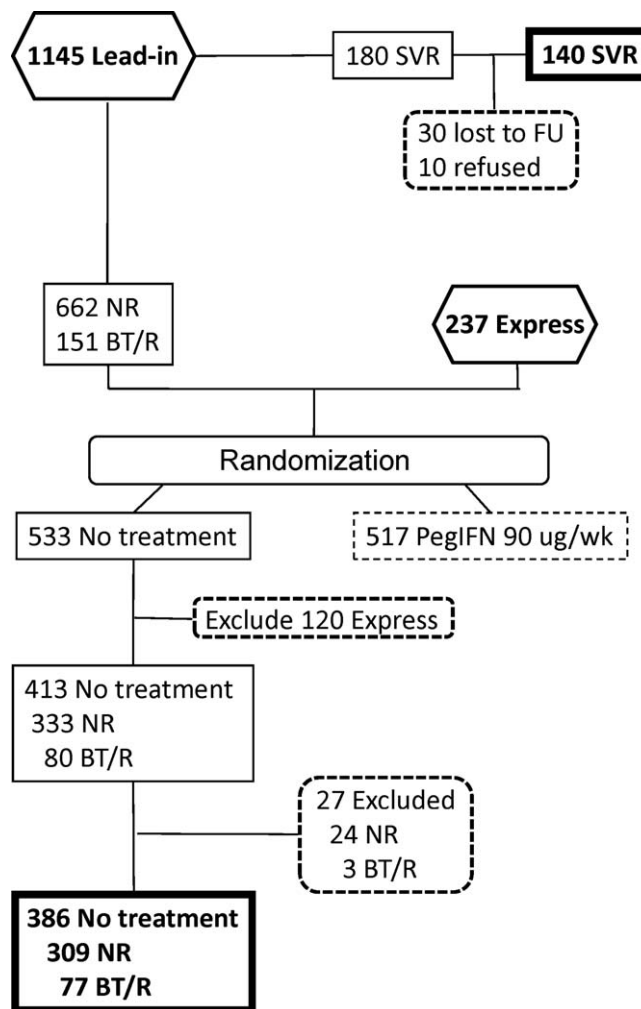 1145 Lead-in
180 SVR
140 SVR
30 lost to FU
10 refused
662 NR
151 BT/R
237 Express
Randomization
533 No treatment
517 PegIFN 90 ug/wk
Exclude 120 Express
413 No treatment
333 NR
80 BT/R
27 Excluded
24 NR
3 BT/R
386 No treatment
309 NR
77 BT/R